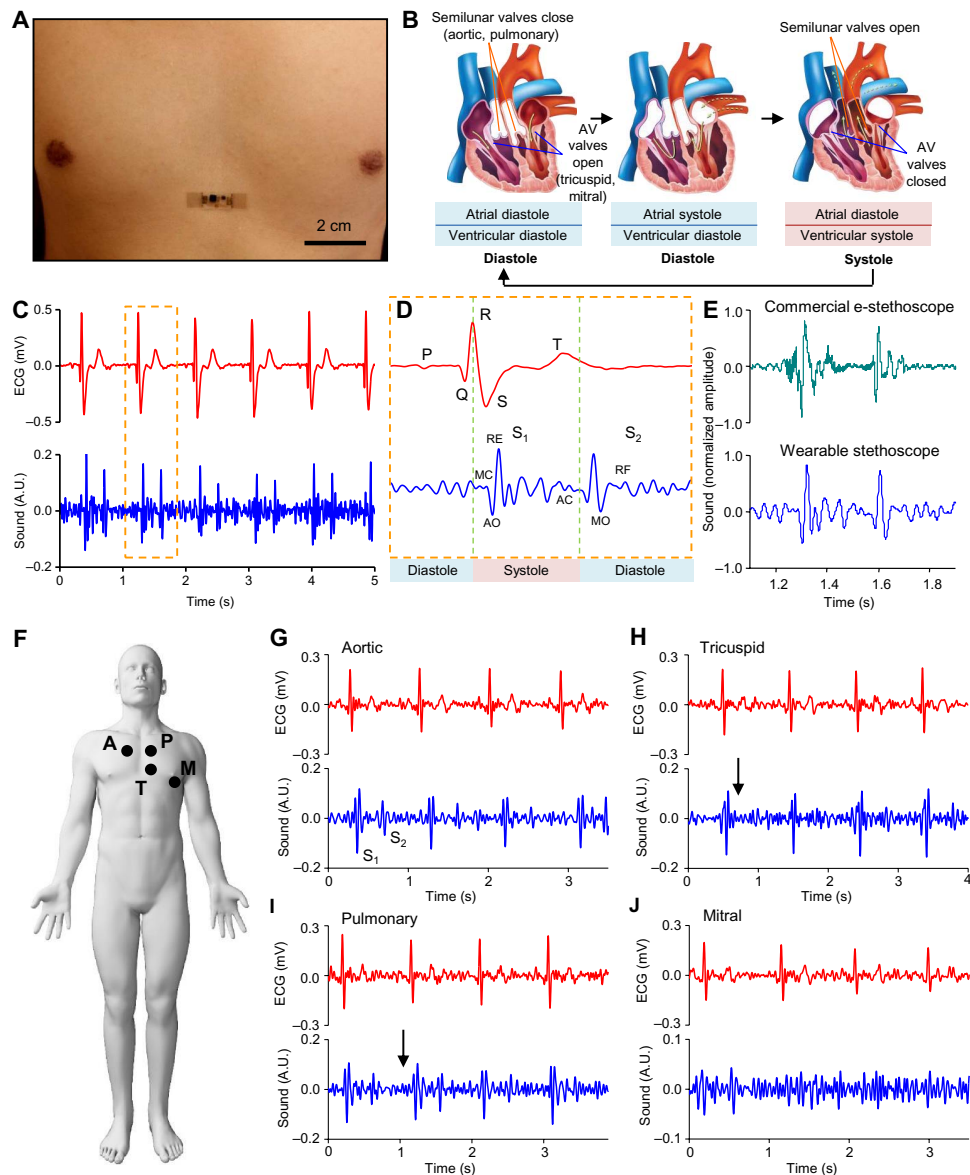 A
2 cm
B
Semilunar valves close
(aortic, pulmonary)
Semilunar valves open
AV
valves
open
(tricuspid,
mitral)
AV
valves
closed
Atrial diastole
Ventricular diastole
Diastole
Atrial systole
Ventricular diastole
Diastole
Atrial diastole
Ventricular systole
Systole
C
ECG (mV)
0.5
0.0
–0.5
Sound (A.U.)
0.2
0.0
–0.2
0 1 2 3 4 5
Time (s)
D
R
P
T
Q
S
S1
S2
RE
MC
RF
AC
AO
MO
Diastole
Systole
Diastole
E
Commercial e-stethoscope
Sound (normalized amplitude)
1.0
0.0
–1.0
Wearable stethoscope
1.0
0.0
–1.0
1.2 1.4 1.6 1.8
Time (s)
F
A
P
M
T
G
Aortic
ECG (mV)
0.3
0.0
–0.3
Sound (A.U.)
0.2
0.0
–0.2
S1
S2
0 1 2 3
Time (s)
H
Tricuspid
ECG (mV)
0.3
0.0
–0.3
Sound (A.U.)
0.2
0.0
–0.2
0 1 2 3 4
Time (s)
I
Pulmonary
ECG (mV)
0.3
0.0
–0.3
Sound (A.U.)
0.2
0.0
–0.2
0 1 2 3
Time (s)
J
Mitral
ECG (mV)
0.3
0.0
–0.3
Sound (A.U.)
0.1
0.0
–0.1
0 1 2 3
Time (s)